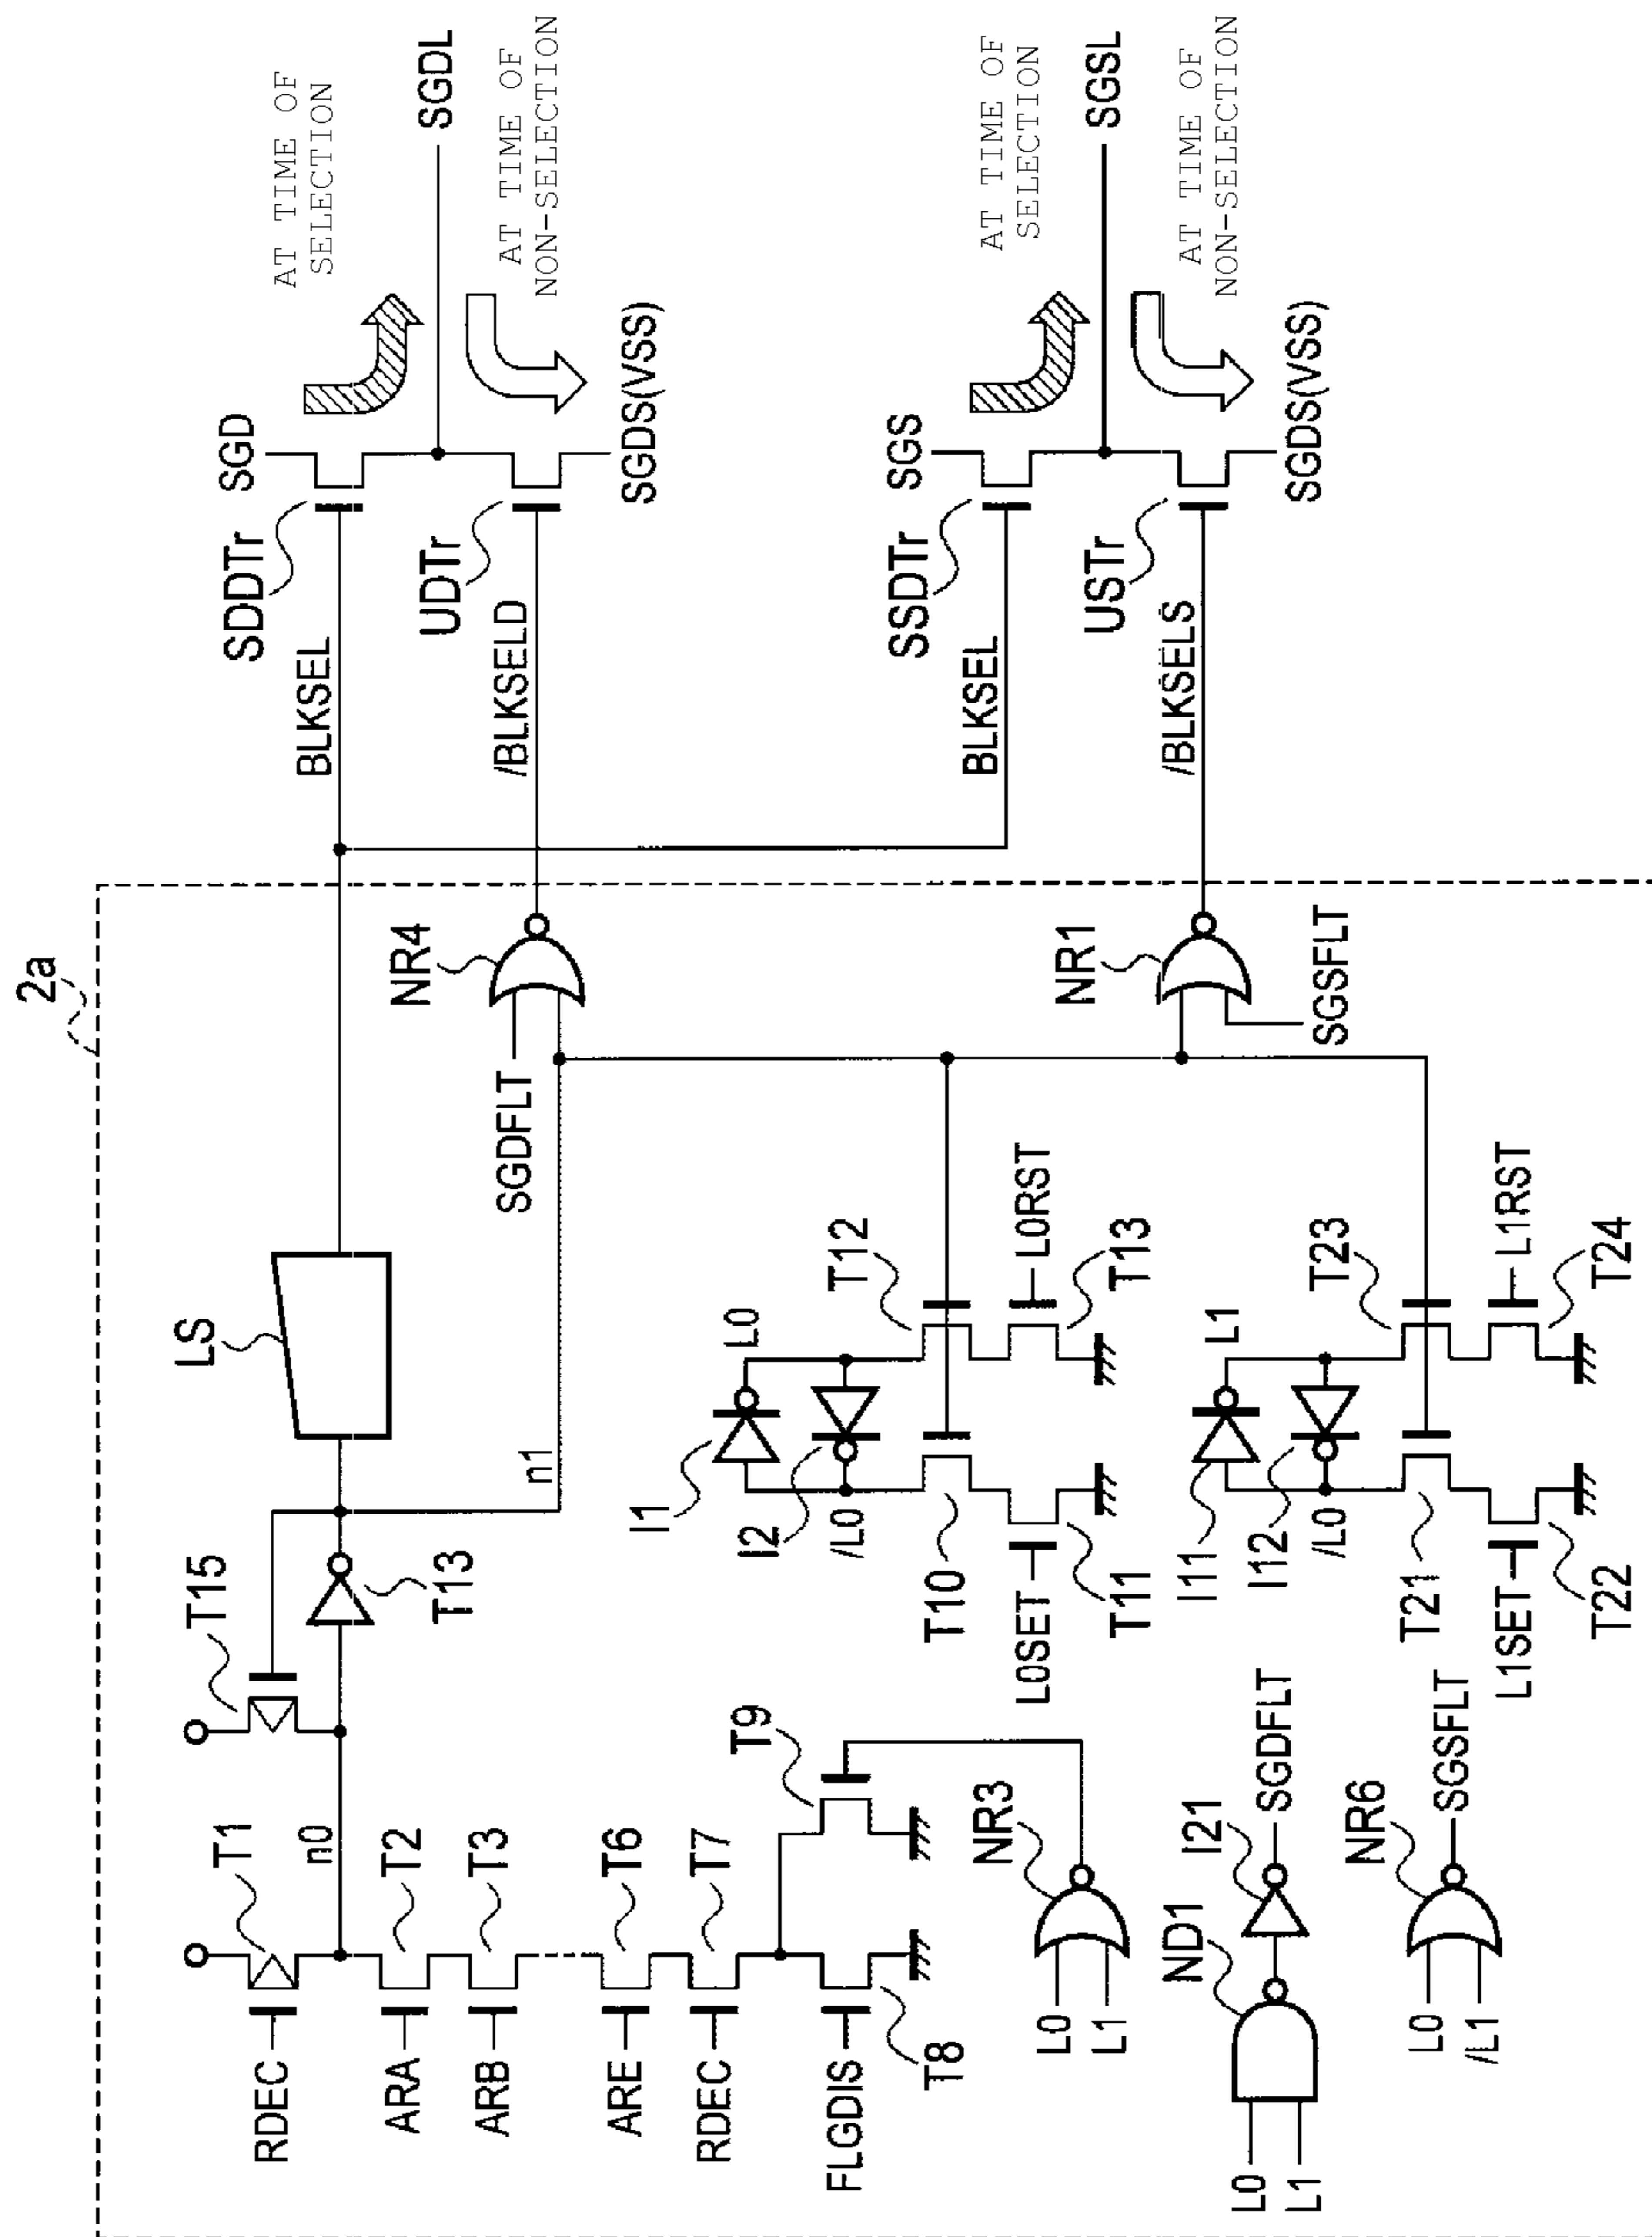 2a
LS
T15
T13
T1
n0
T2
T3
T6
T7
T9
T8
RDEC
ARA
ARB
ARE
RDEC
FLGDIS
n1
SGDFLT
NR4
BLKSEL
/BLKSELD
SDDTr
UDTr
SGD
SGDS(VSS)
SGDL
AT TIME OF
SELECTION
AT TIME OF
NON-SELECTION
BLKSEL
/BLKSELS
SSDTr
USTr
SGS
SGDS(VSS)
SGSL
AT TIME OF
SELECTION
AT TIME OF
NON-SELECTION
NR1
SGSFLT
I1
I2
L0
/L0
T12
T10
T11
T13
L0SET
L0RST
I11
I12
L1
/L0
T23
T21
T22
T24
L1SET
L1RST
NR3
L0
L1
ND1
I21
SGDFLT
L0
L1
NR6
SGSFLT
L0
/L1